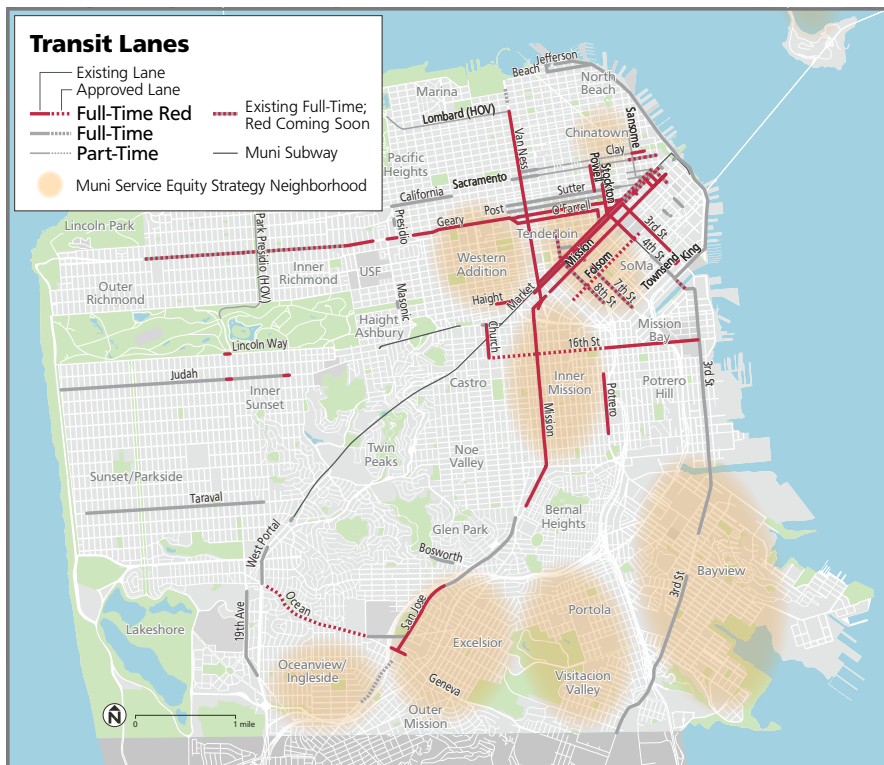 Transit Lanes
Existing Lane
Approved Lane
Full-Time Red
Full-Time
Part-Time
Existing Full-Time;
Red Coming Soon
Muni Subway
Muni Service Equity Strategy Neighborhood
Jefferson
Beach
North
Beach
Marina
Lombard (HOV)
Van Ness
Sansome
Chinatown
Clay
Pacific
Heights
Sacramento
California
Powell
Stockton
Sutter
Post
O'Farrell
Geary
Presidio
Park Presidio (HOV)
Lincoln Park
Tenderloin
3rd St
4th St
King
Townsend
SoMa
Mission
Folsom
7th St
8th St
Market
Western
Addition
Inner
Richmond
USF
Outer
Richmond
Masonic
Haight
Haight
Ashbury
Church
16th St
Mission
Bay
Lincoln Way
Judah
Inner
Sunset
Castro
Inner
Mission
Mission
Potrero
Potrero
Hill
3rd St
Twin
Peaks
Noe
Valley
Sunset/Parkside
Taraval
West Portal
Glen Park
Bernal
Heights
Bosworth
Bayview
3rd St
Ocean
San Jose
Portola
19th Ave
Lakeshore
Excelsior
Oceanview/
Ingleside
Geneva
Visitacion
Valley
Outer
Mission
N
0
1 mile